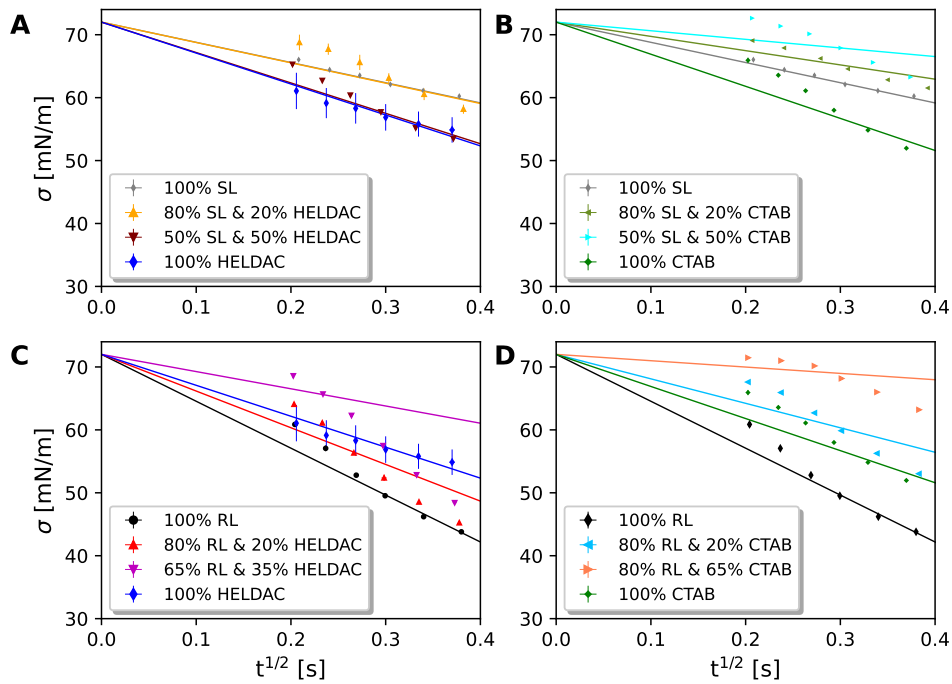 A
σ [mN/m]
70
60
50
40
30
100% SL
80% SL & 20% HELDAC
50% SL & 50% HELDAC
100% HELDAC
0.0 0.1 0.2 0.3 0.4
B
70
60
50
40
30
100% SL
80% SL & 20% CTAB
50% SL & 50% CTAB
100% CTAB
0.0 0.1 0.2 0.3 0.4
C
σ [mN/m]
70
60
50
40
30
100% RL
80% RL & 20% HELDAC
65% RL & 35% HELDAC
100% HELDAC
0.0 0.1 0.2 0.3 0.4
t^{1/2} [s]
D
70
60
50
40
30
100% RL
80% RL & 20% CTAB
80% RL & 65% CTAB
100% CTAB
0.0 0.1 0.2 0.3 0.4
t^{1/2} [s]